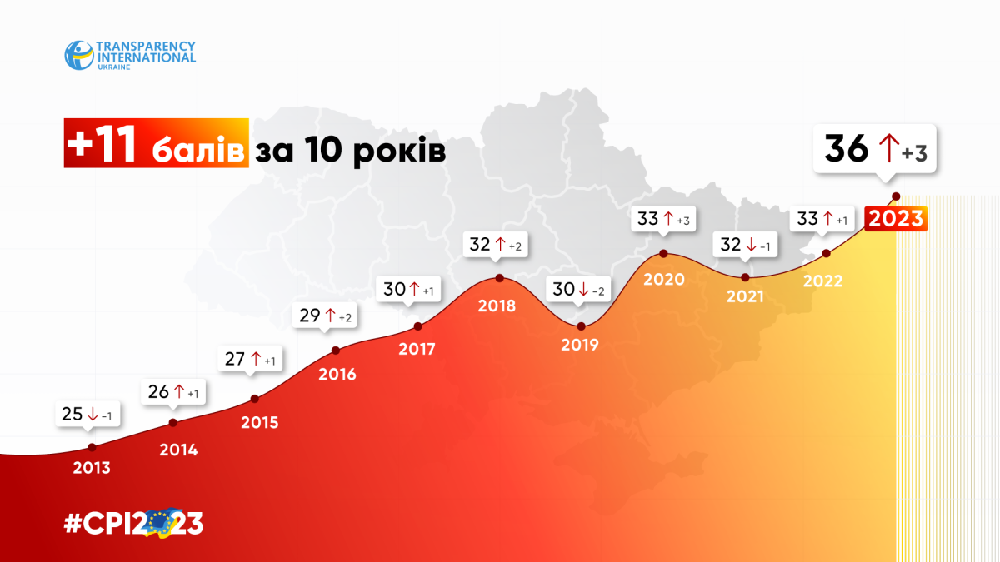 TRANSPARENCY
INTERNATIONAL
UKRAINE
+11 балів за 10 років
36 ↑ +3
2023
33 ↑ +1
2022
32 ↓ -1
2021
33 ↑ +3
2020
30 ↓ -2
2019
32 ↑ +2
2018
30 ↑ +1
2017
29 ↑ +2
2016
27 ↑ +1
2015
26 ↑ +1
2014
25 ↓ -1
2013
#CPI2023